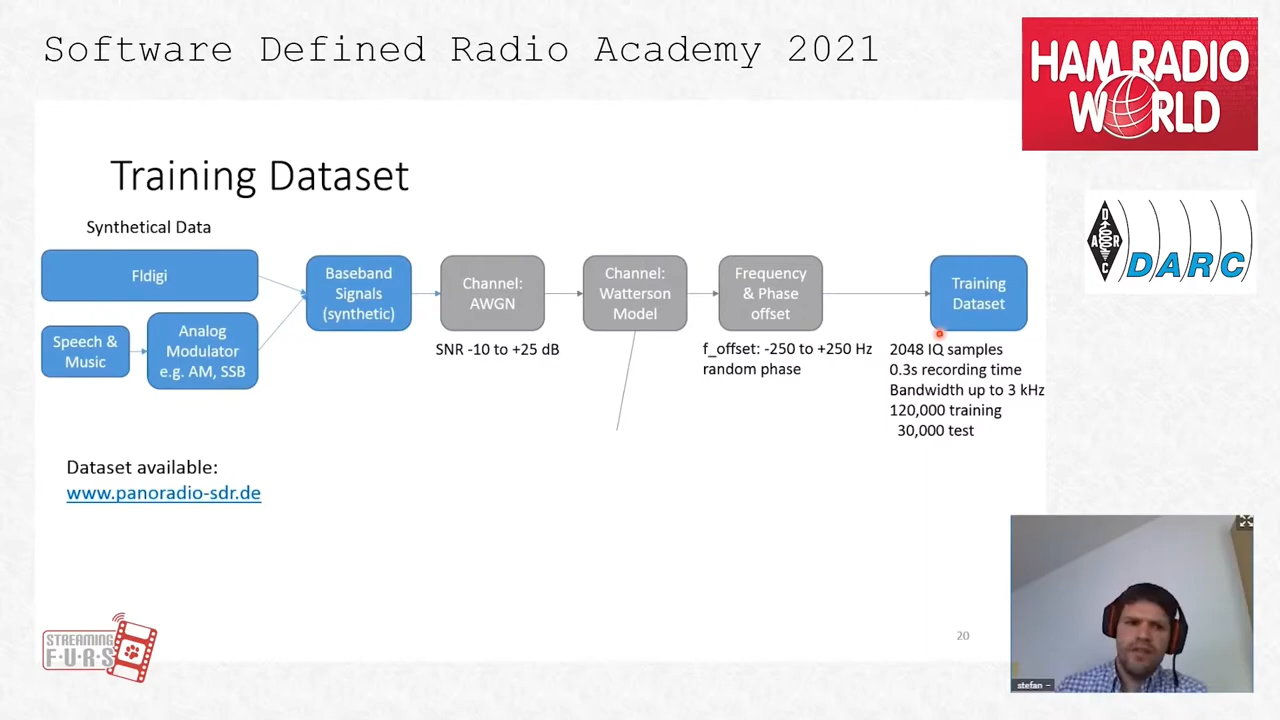 Software Defined Radio Academy 2021
HAM RADIO
WORLD
DARC
DARC
Training Dataset
Synthetical Data
Fldigi
Speech &
Music
Analog
Modulator
e.g. AM, SSB
Baseband
Signals
(synthetic)
Channel:
AWGN
SNR -10 to +25 dB
Channel:
Watterson
Model
Frequency
& Phase
offset
f_offset: -250 to +250 Hz
random phase
Training
Dataset
2048 IQ samples
0.3s recording time
Bandwidth up to 3 kHz
120,000 training
30,000 test
Dataset available:
www.panoradio-sdr.de
STREAMING
F·U·R·S
20
stefan –